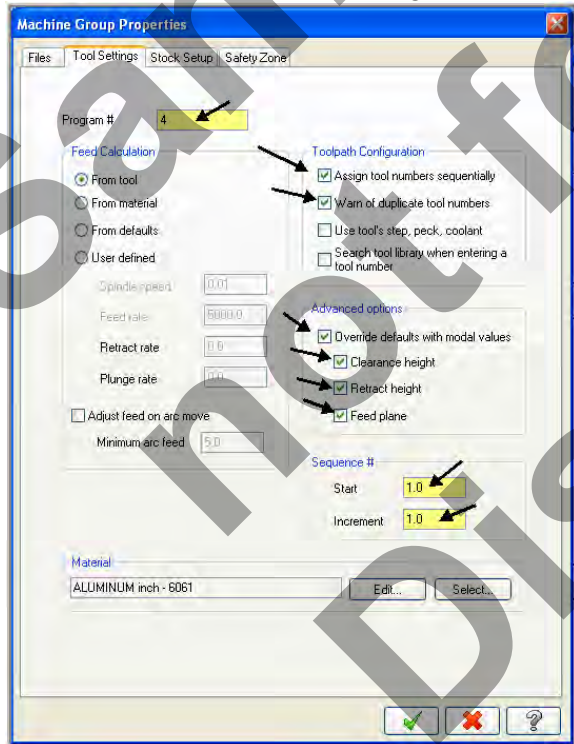 Machine Group Properties
Files Tool Settings Stock Setup Safety Zone
Program # 4
Feed Calculation
From tool
From material
From defaults
User defined
Spindle speed 0.01
Feed rate 5000.0
Retract rate 0.0
Plunge rate 0.0
Adjust feed on arc move
Minimum arc feed 5.0
Toolpath Configuration
Assign tool numbers sequentially
Warn of duplicate tool numbers
Use tool's step, peck, coolant
Search tool library when entering a
tool number
Advanced options
Override defaults with modal values
Clearance height
Retract height
Feed plane
Sequence #
Start 1.0
Increment 1.0
Material
ALUMINUM inch - 6061 Edit... Select...
?